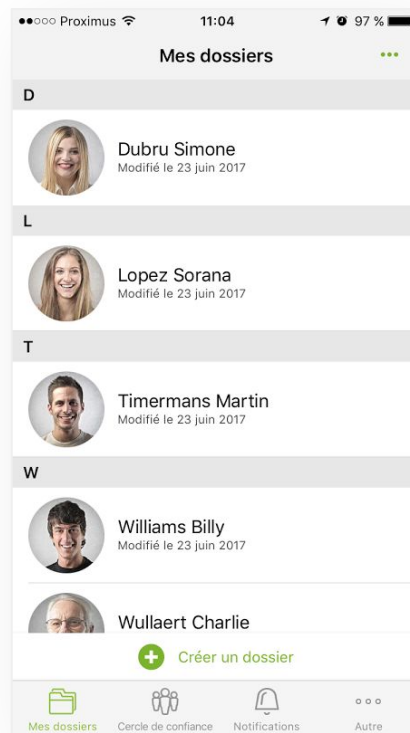 Proximus 11:04 97 %
Mes dossiers
D
Dubru Simone
Modifié le 23 juin 2017
L
Lopez Sorana
Modifié le 23 juin 2017
T
Timermans Martin
Modifié le 23 juin 2017
W
Williams Billy
Modifié le 23 juin 2017
Wullaert Charlie
Créer un dossier
Mes dossiers Cercle de confiance Notifications Autre